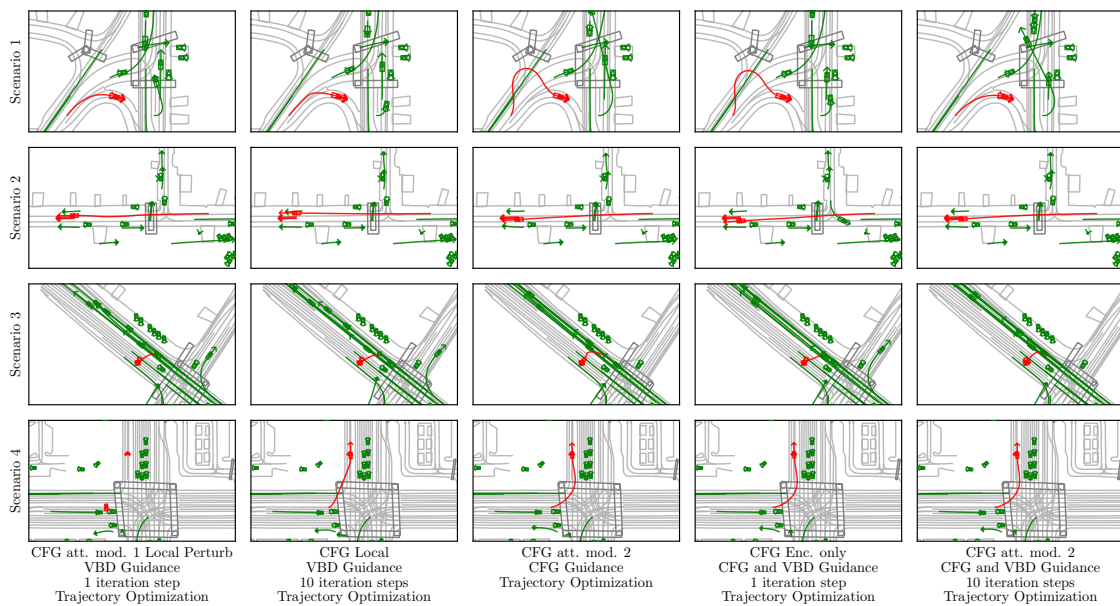 Scenario 1
Scenario 2
Scenario 3
Scenario 4
CFG att. mod. 1 Local Perturb
VBD Guidance
1 iteration step
Trajectory Optimization
CFG Local
VBD Guidance
10 iteration steps
Trajectory Optimization
CFG att. mod. 2
CFG Guidance
Trajectory Optimization
CFG Enc. only
CFG and VBD Guidance
1 iteration step
Trajectory Optimization
CFG att. mod. 2
CFG and VBD Guidance
10 iteration steps
Trajectory Optimization